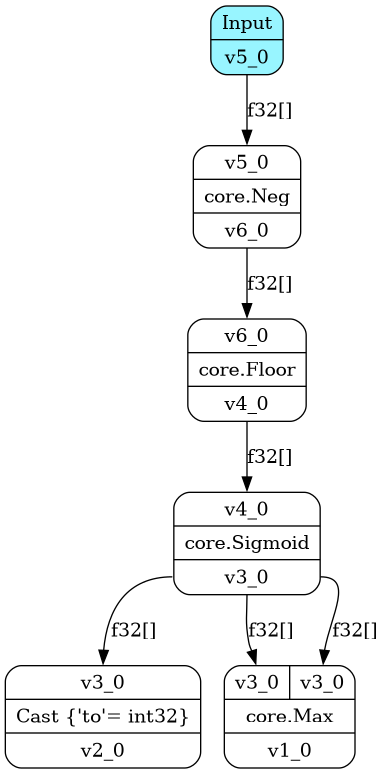 Input
v5_0
f32[]
v5_0
core.Neg
v6_0
f32[]
v6_0
core.Floor
v4_0
f32[]
v4_0
core.Sigmoid
v3_0
f32[] f32[] f32[]
v3_0
Cast {'to'= int32}
v2_0
v3_0 v3_0
core.Max
v1_0